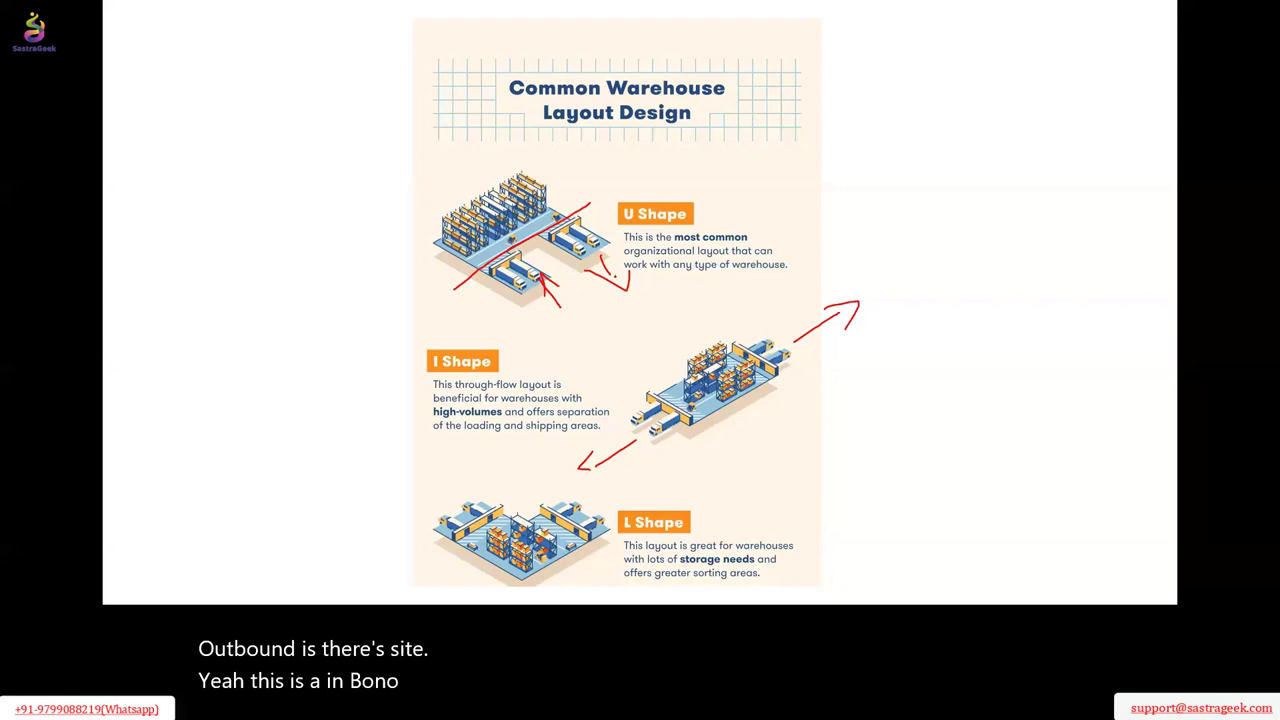 SastraGeek
Common Warehouse
Layout Design
U Shape
This is the most common
organizational layout that can
work with any type of warehouse.
I Shape
This through-flow layout is
beneficial for warehouses with
high-volumes and offers separation
of the loading and shipping areas.
L Shape
This layout is great for warehouses
with lots of storage needs and
offers greater sorting areas.
Outbound is there's site.
Yeah this is a in Bono
+91-9799088219(Whatsapp)
support@sastrageek.com